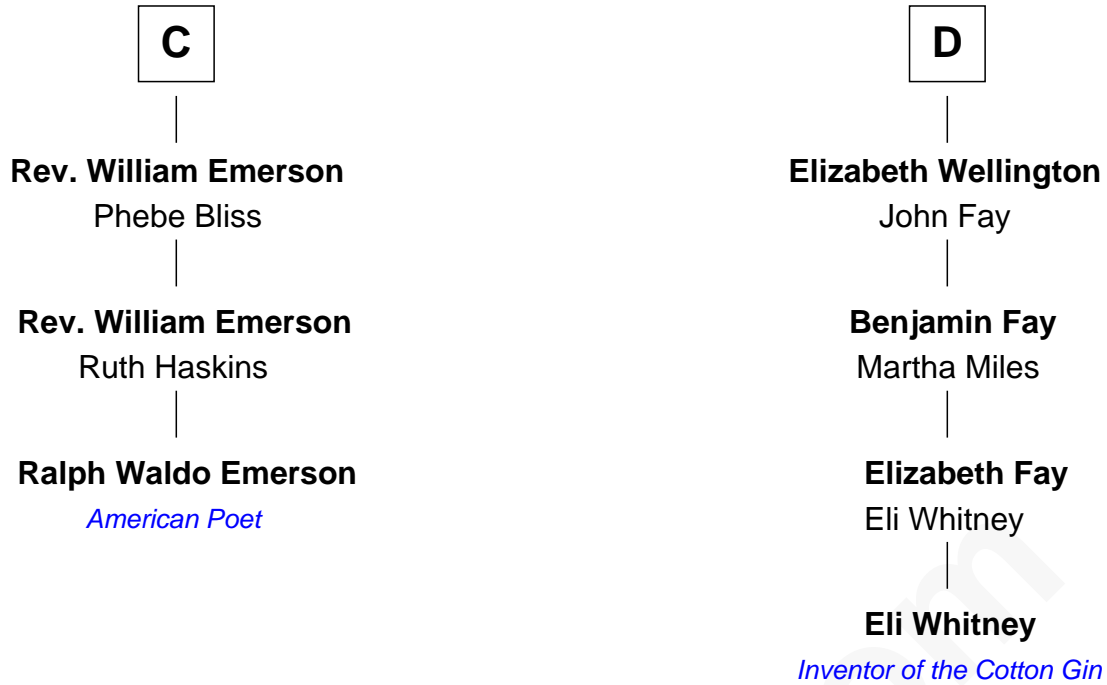 C
Rev. William Emerson
Phebe Bliss
Rev. William Emerson
Ruth Haskins
Ralph Waldo Emerson
American Poet
D
Elizabeth Wellington
John Fay
Benjamin Fay
Martha Miles
Elizabeth Fay
Eli Whitney
Eli Whitney
Inventor of the Cotton Gin